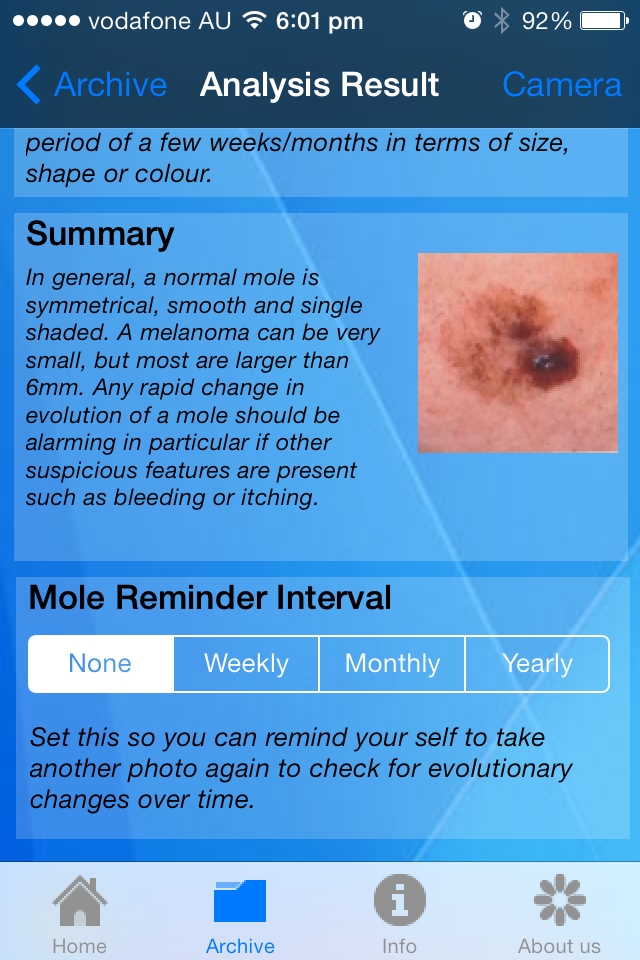 vodafone AU 6:01 pm 92%
Archive Analysis Result Camera
period of a few weeks/months in terms of size,
shape or colour.
Summary
In general, a normal mole is
symmetrical, smooth and single
shaded. A melanoma can be very
small, but most are larger than
6mm. Any rapid change in
evolution of a mole should be
alarming in particular if other
suspicious features are present
such as bleeding or itching.
Mole Reminder Interval
None Weekly Monthly Yearly
Set this so you can remind your self to take
another photo again to check for evolutionary
changes over time.
Home Archive Info About us